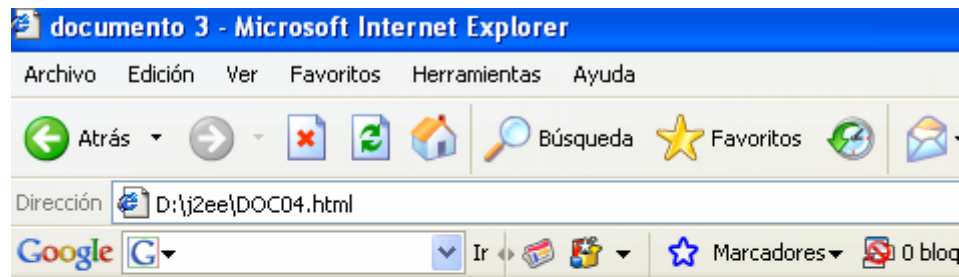 documento 3 - Microsoft Internet Explorer
Archivo Edición Ver Favoritos Herramientas Ayuda
Atrás Búsqueda Favoritos
Dirección D:\j2ee\DOC04.html
Google G Ir Marcadores 0 bloq